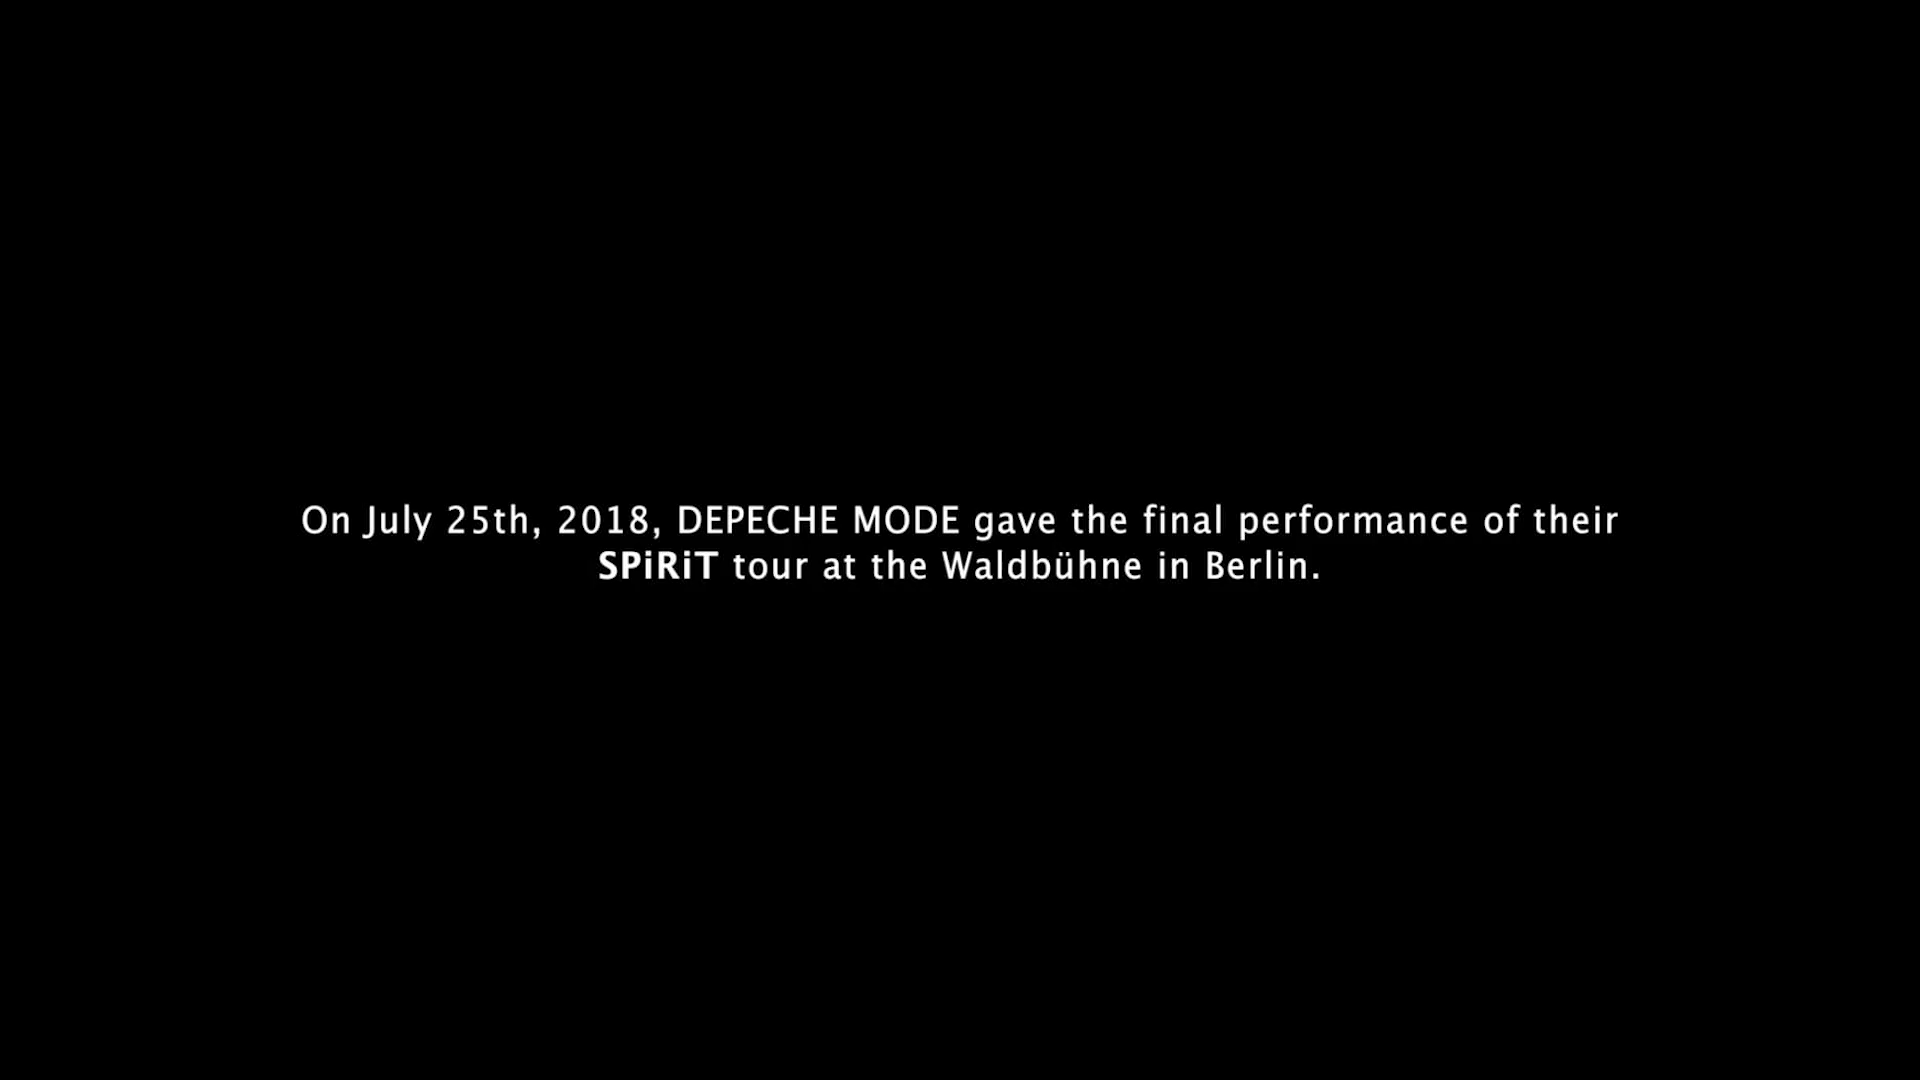 On July 25th, 2018, DEPECHE MODE gave the final performance of their
SPiRiT tour at the Waldbühne in Berlin.